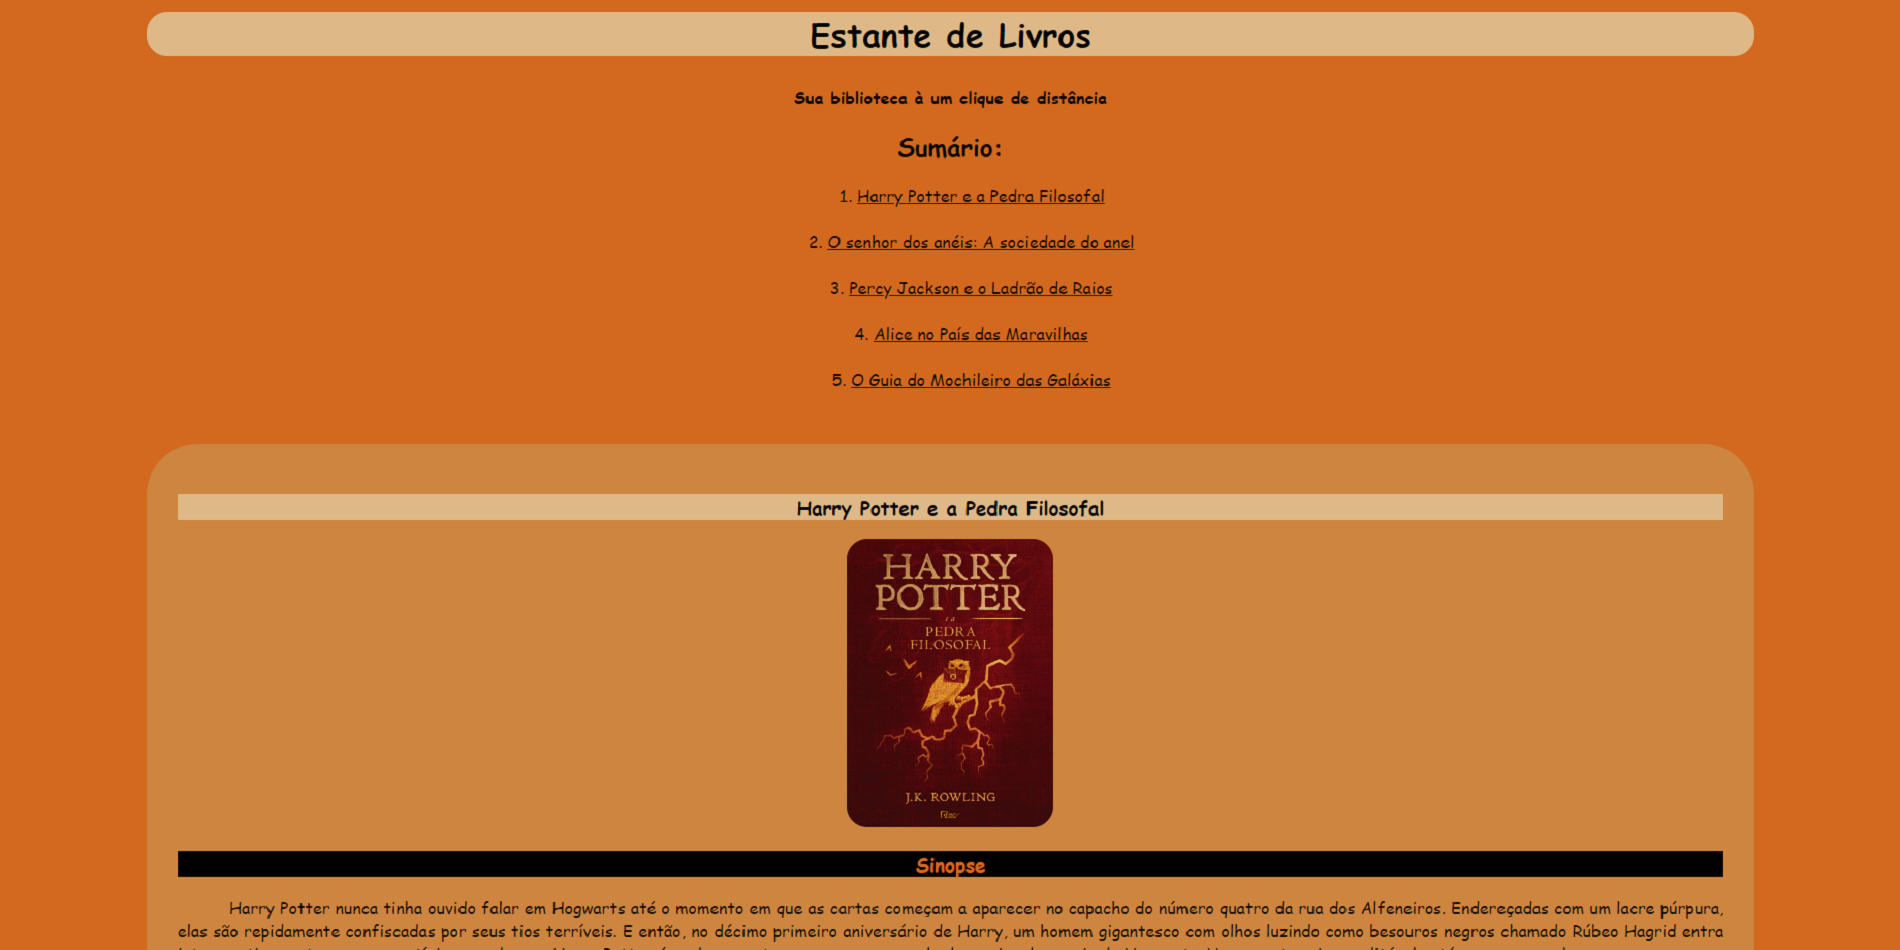 Estante de Livros
Sua biblioteca à um clique de distância
Sumário:
1. Harry Potter e a Pedra Filosofal
2. O senhor dos anéis: A sociedade do anel
3. Percy Jackson e o Ladrão de Raios
4. Alice no País das Maravilhas
5. O Guia do Mochileiro das Galáxias
Harry Potter e a Pedra Filosofal
HARRY
POTTER
e a
PEDRA
FILOSOFAL
J.K. ROWLING
Sinopse
Harry Potter nunca tinha ouvido falar em Hogwarts até o momento em que as cartas começam a aparecer no capacho do número quatro da rua dos Alfeneiros. Endereçadas com um lacre púrpura,
elas são repidamente confiscadas por seus tios terríveis. E então, no décimo primeiro aniversário de Harry, um homem gigantesco com olhos luzindo como besouros negros chamado Rúbeo Hagrid entra